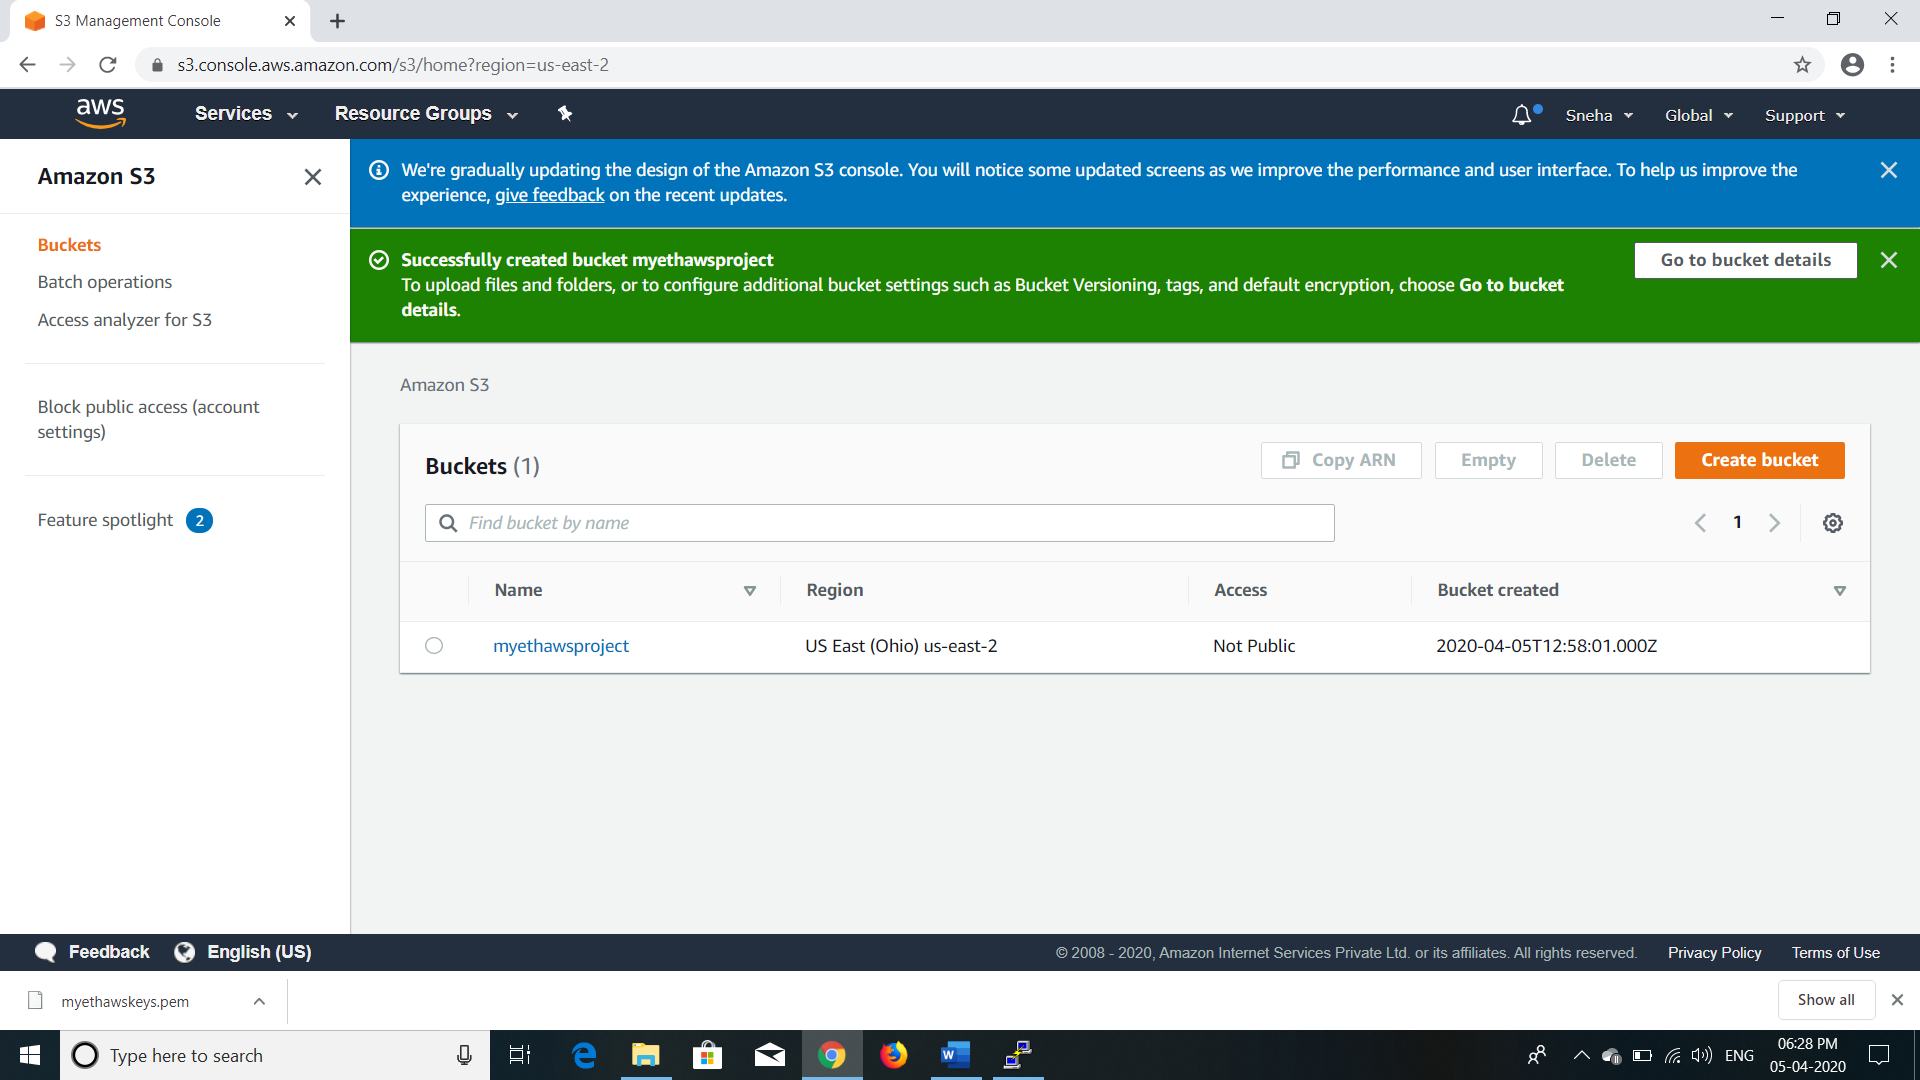 S3 Management Console
s3.console.aws.amazon.com/s3/home?region=us-east-2
aws
Services
Resource Groups
Sneha
Global
Support
Amazon S3
Buckets
Batch operations
Access analyzer for S3
Block public access (account
settings)
Feature spotlight 2
We're gradually updating the design of the Amazon S3 console. You will notice some updated screens as we improve the performance and user interface. To help us improve the
experience, give feedback on the recent updates.
Successfully created bucket myethawsproject
To upload files and folders, or to configure additional bucket settings such as Bucket Versioning, tags, and default encryption, choose Go to bucket
details.
Go to bucket details
Amazon S3
Buckets (1)
Copy ARN
Empty
Delete
Create bucket
Find bucket by name
1
Name Region Access Bucket created
myethawsproject US East (Ohio) us-east-2 Not Public 2020-04-05T12:58:01.000Z
Feedback
English (US)
© 2008 - 2020, Amazon Internet Services Private Ltd. or its affiliates. All rights reserved.
Privacy Policy
Terms of Use
myethawskeys.pem
Show all
Type here to search
ENG
06:28 PM
05-04-2020